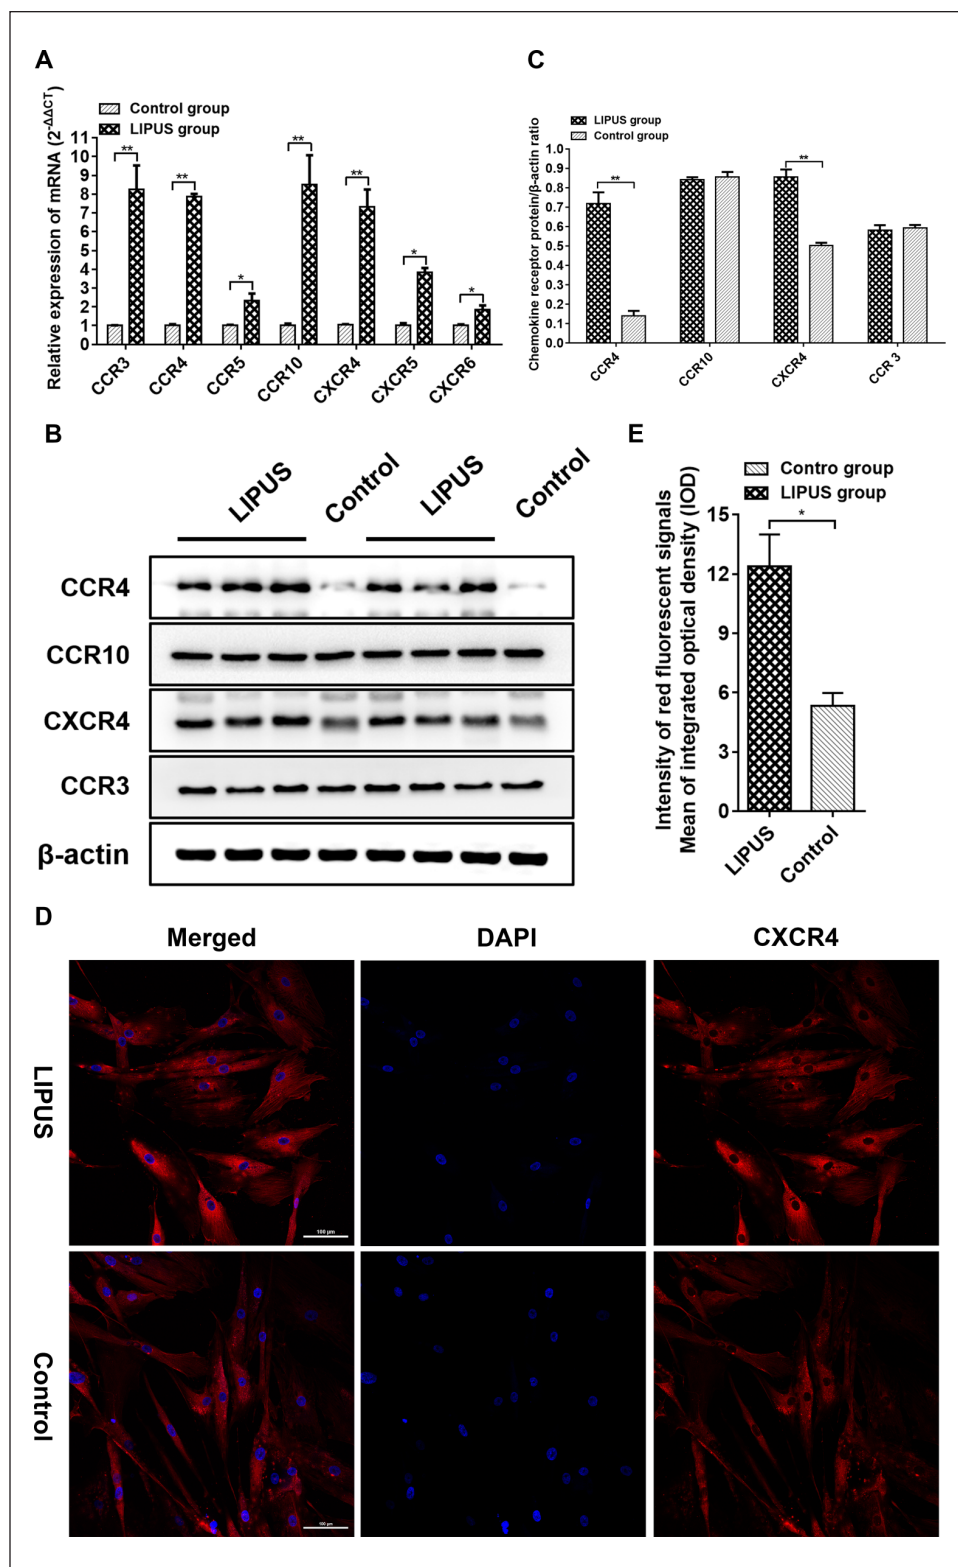 A
Control group
LIPUS group
Relative expression of mRNA (2-ΔΔCT)
11
10
8
6
4
2
1
0
** ** * ** ** * *
CCR3 CCR4 CCR5 CCR10 CXCR4 CXCR5 CXCR6
C
LIPUS group
Control group
Chemokine receptor protein/β-actin ratio
1.0
0.9
0.8
0.7
0.6
0.5
0.4
0.3
0.2
0.1
0.0
** **
CCR4 CCR10 CXCR4 CCR 3
B
LIPUS Control LIPUS Control
CCR4
CCR10
CXCR4
CCR3
β-actin
E
Contro group
LIPUS group
Intensity of red fluorescent signals
Mean of integrated optical density (IOD)
15
12
9
6
3
0
*
LIPUS Control
D
Merged DAPI CXCR4
LIPUS
100 μm
Control
100 μm